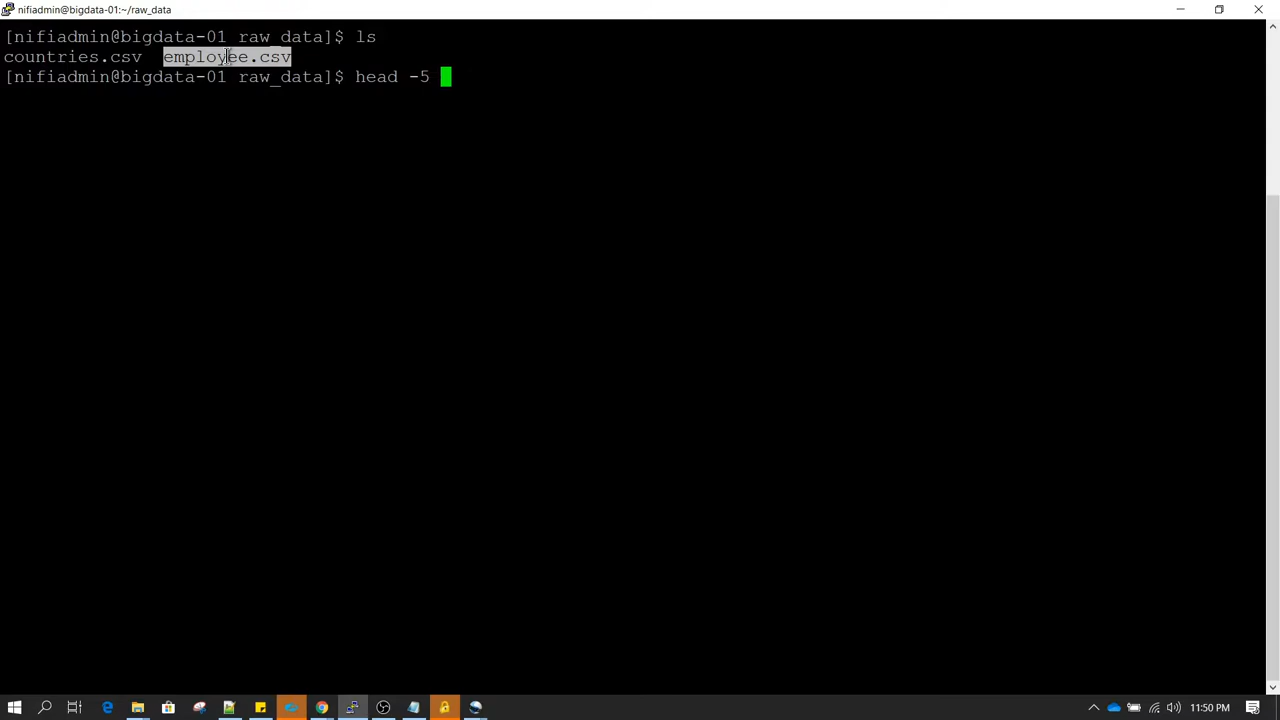 nifiadmin@bigdata-01:~/raw_data
[nifiadmin@bigdata-01 raw_data]$ ls
countries.csv  employee.csv
[nifiadmin@bigdata-01 raw_data]$ head -5
11:50 PM